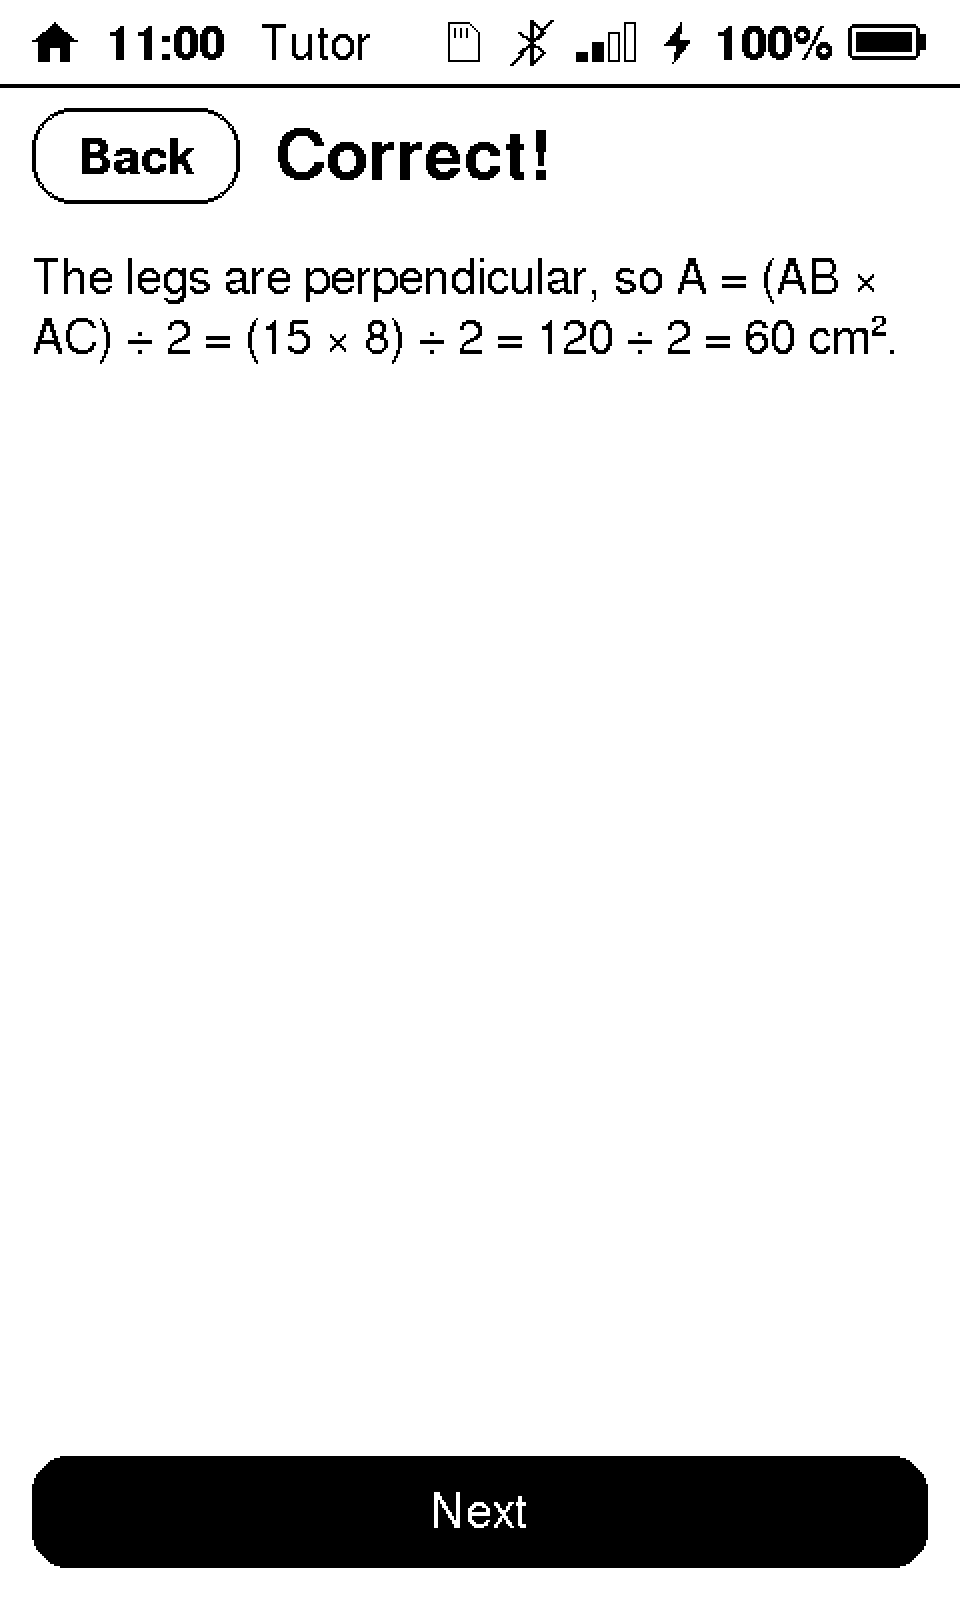 11:00 Tutor 100%
Back Correct!
The legs are perpendicular, so A = (AB ×
AC) ÷ 2 = (15 × 8) ÷ 2 = 120 ÷ 2 = 60 cm².
Next